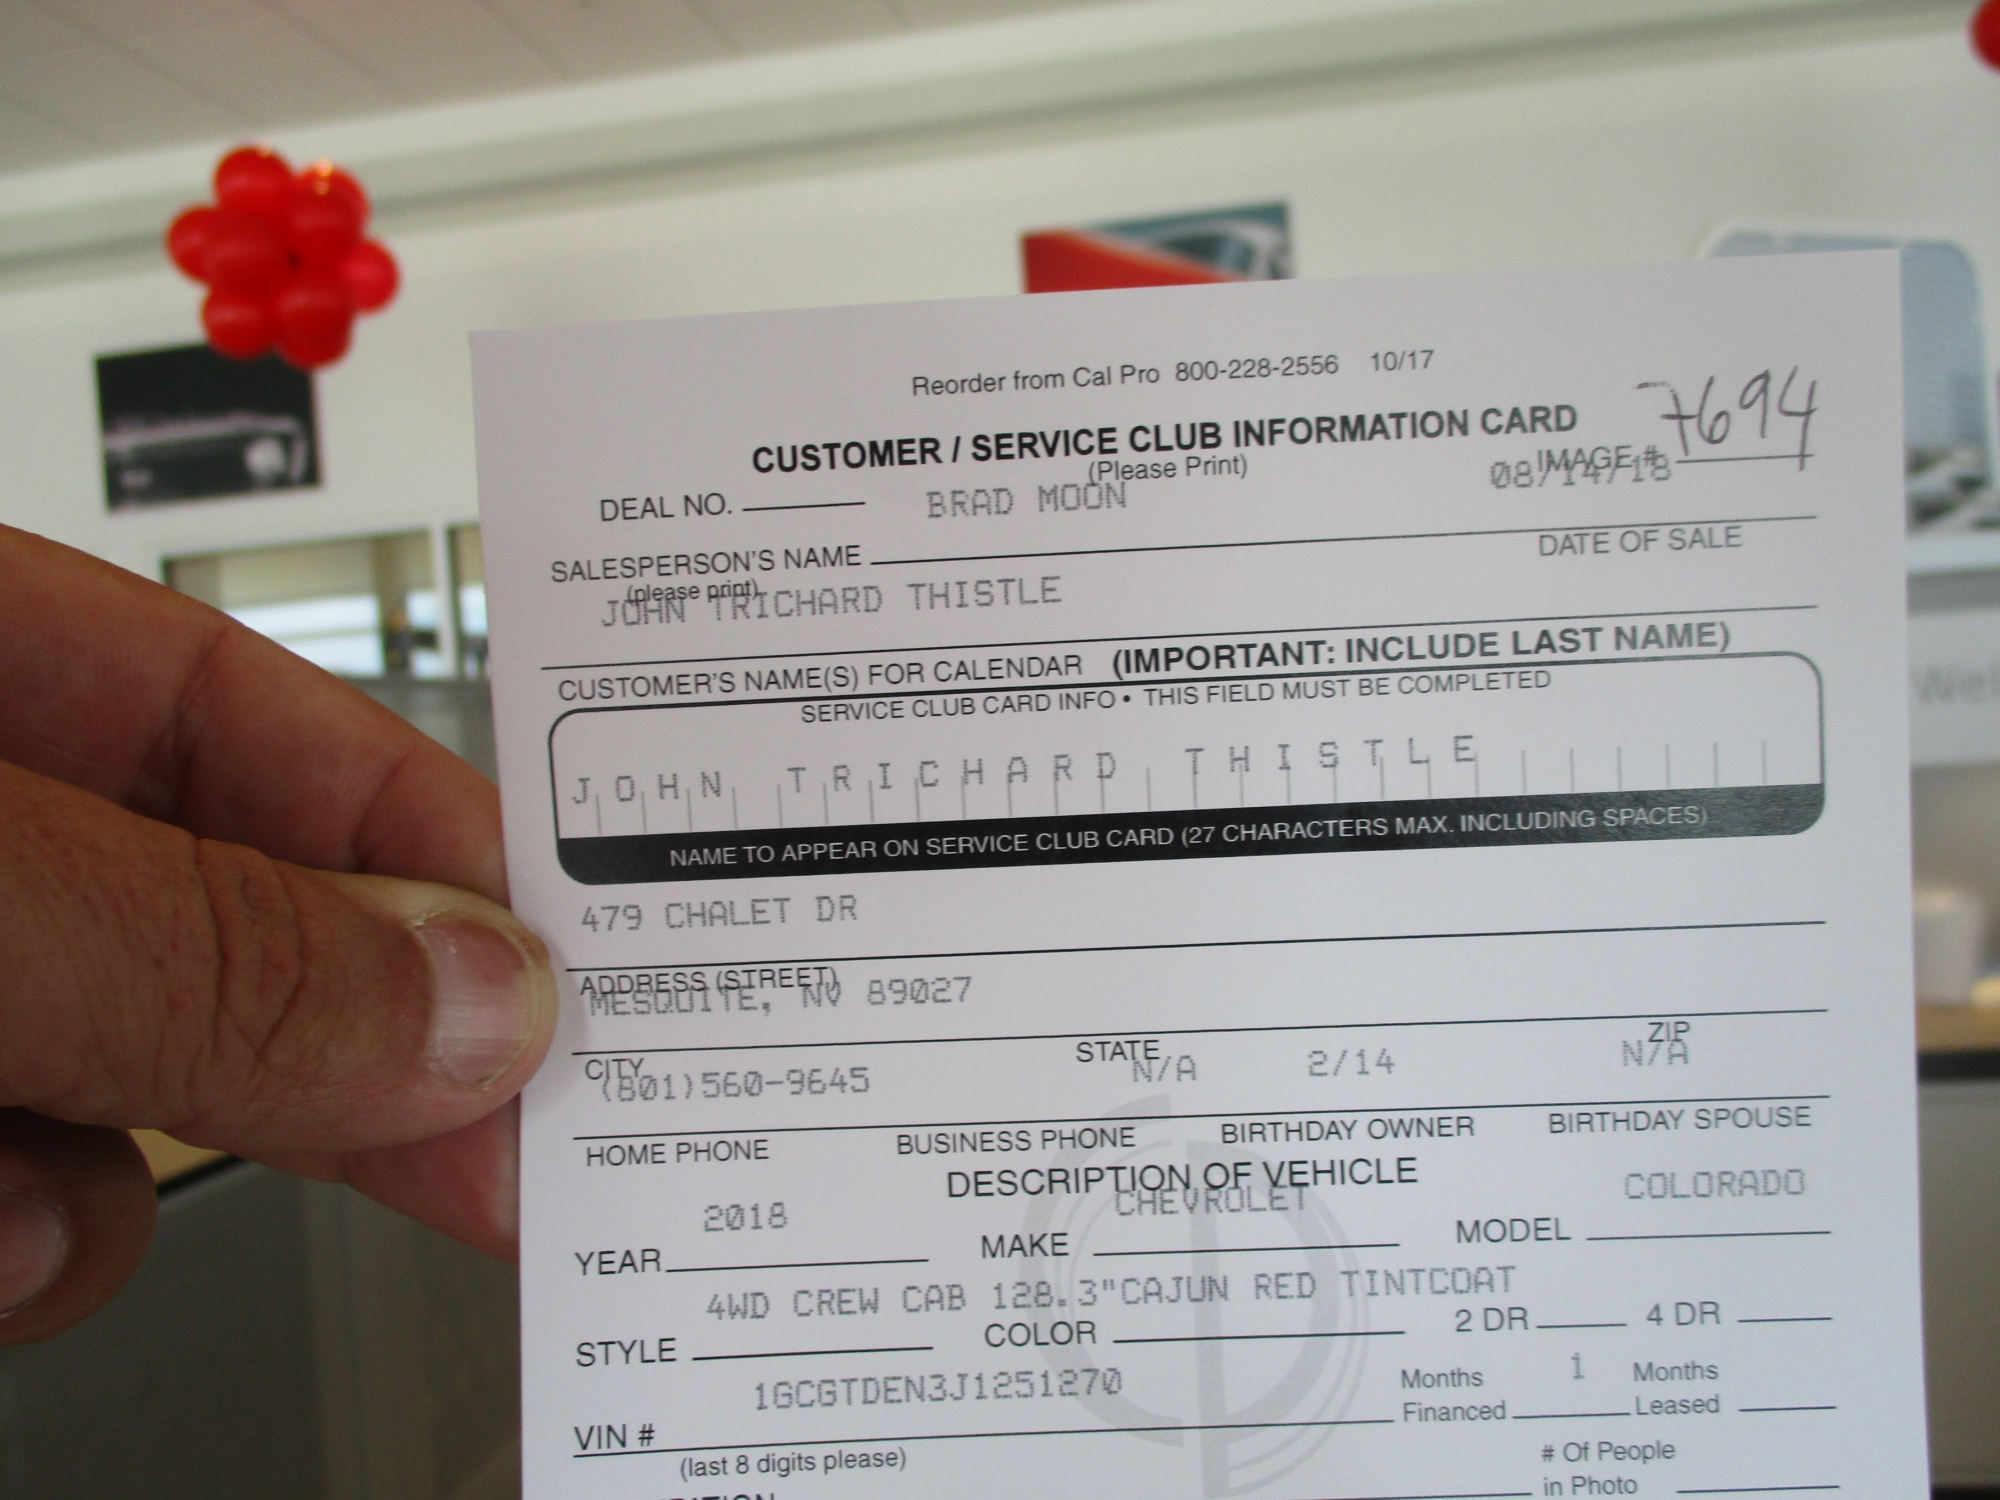 Reorder from Cal Pro 800-228-2556 10/17
CUSTOMER / SERVICE CLUB INFORMATION CARD
7694
(Please Print)
IMAGE #
08/14/18
DEAL NO.
BRAD MOON
SALESPERSON'S NAME
DATE OF SALE
(please print)
JOHN TRICHARD THISTLE
CUSTOMER'S NAME(S) FOR CALENDAR (IMPORTANT: INCLUDE LAST NAME)
SERVICE CLUB CARD INFO • THIS FIELD MUST BE COMPLETED
JOHN TRICHARD THISTLE
NAME TO APPEAR ON SERVICE CLUB CARD (27 CHARACTERS MAX. INCLUDING SPACES)
479 CHALET DR
ADDRESS (STREET)
MESQUITE, NV 89027
CITY STATE ZIP
(801)560-9645 N/A 2/14 N/A
HOME PHONE BUSINESS PHONE BIRTHDAY OWNER BIRTHDAY SPOUSE
DESCRIPTION OF VEHICLE
2018 CHEVROLET COLORADO
YEAR MAKE MODEL
4WD CREW CAB 128.3"CAJUN RED TINTCOAT
STYLE COLOR 2 DR 4 DR
1GCGTDEN3J1251270
Months Financed 1 Months Leased
VIN #
(last 8 digits please)
# Of People
in Photo
Wel